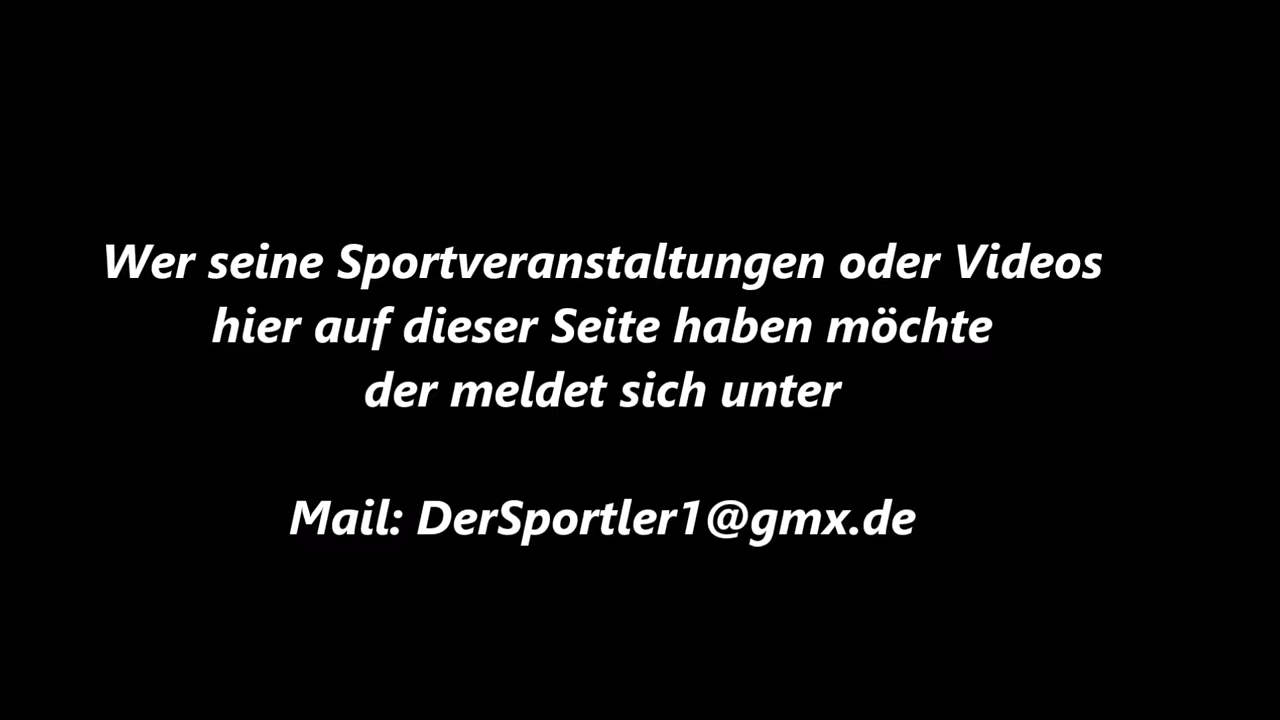 Wer seine Sportveranstaltungen oder Videos
hier auf dieser Seite haben möchte
der meldet sich unter
Mail: DerSportler1@gmx.de